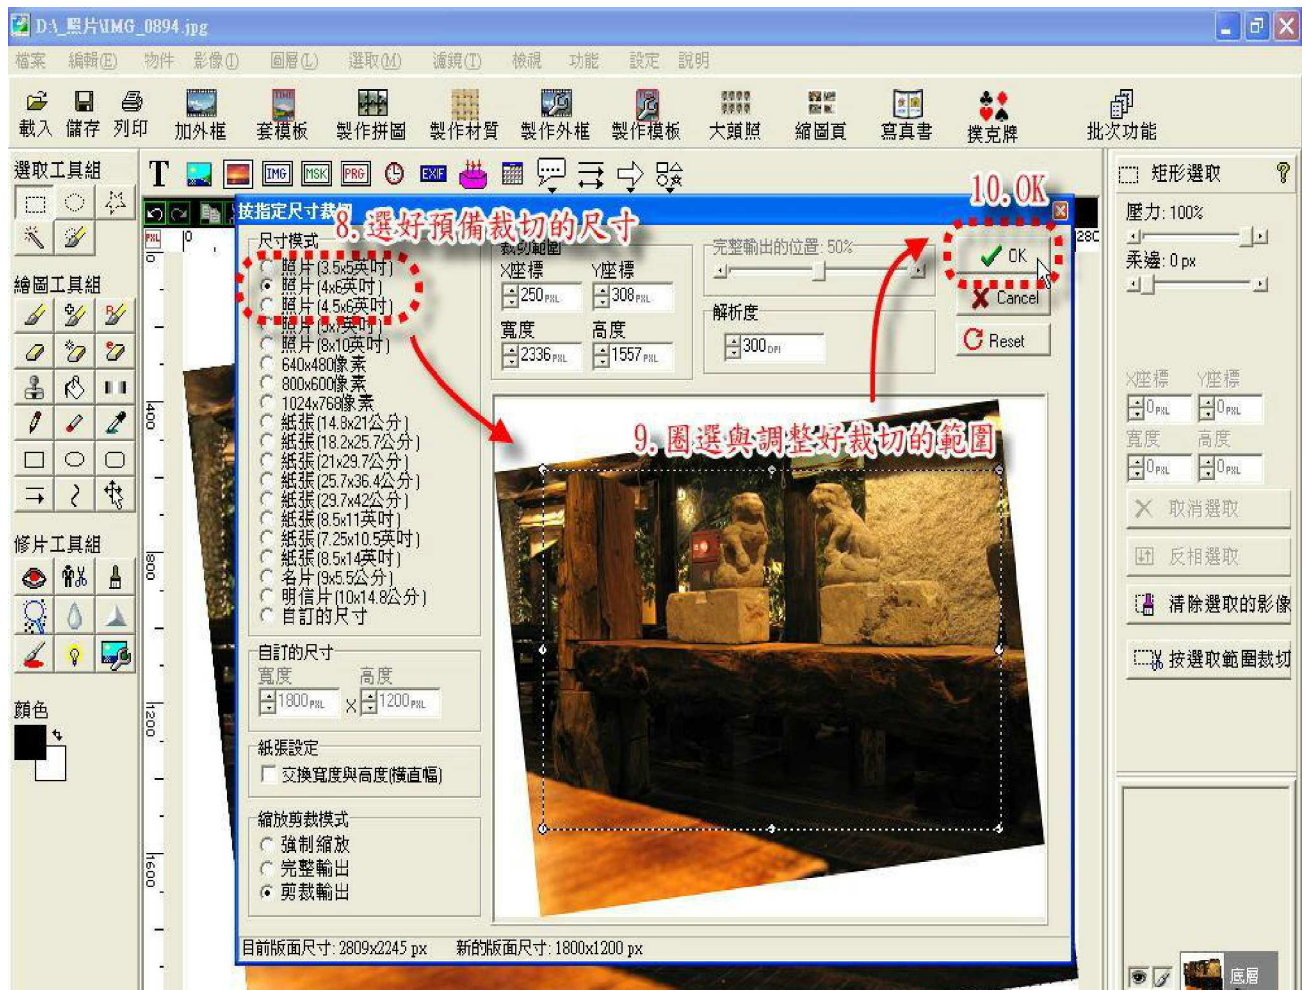 D:\_照片\IMG_0894.jpg
檔案 編輯(E) 物件 影像(I) 圖層(L) 選取(M) 濾鏡(T) 檢視 功能 設定 說明
載入 儲存 列印 加外框 套模板 製作拼圖 製作材質 製作外框 製作模板 大頭照 縮圖頁 寫真書 撲克牌 批次功能
選取工具組
繪圖工具組
修片工具組
顏色
T IMG MSK PRG EXIF
PXL 0 280
0
400
800
1200
1600
8.選好預備裁切的尺寸
尺寸模式
照片(3.5x5英吋)
照片(4x6英吋)
照片(4.5x6英吋)
照片(5x7英吋)
照片(8x10英吋)
640x480像素
800x600像素
1024x768像素
紙張(14.8x21公分)
紙張(18.2x25.7公分)
紙張(21x29.7公分)
紙張(25.7x36.4公分)
紙張(29.7x42公分)
紙張(8.5x11英吋)
紙張(7.25x10.5英吋)
紙張(8.5x14英吋)
名片(9x5.5公分)
明信片(10x14.8公分)
自訂的尺寸
自訂的尺寸
寬度 高度
1800 PXL X 1200 PXL
紙張設定
交換寬度與高度(橫直幅)
縮放剪裁模式
強制縮放
完整輸出
剪裁輸出
裁剪範圍
X座標 Y座標
250 PXL 308 PXL
寬度 高度
2336 PXL 1557 PXL
完整輸出的位置: 50%
解析度
300 DPI
10.OK
OK
Cancel
Reset
9.圈選與調整好裁切的範圍
目前版面尺寸: 2809x2245 px 新的版面尺寸: 1800x1200 px
矩形選取 ?
壓力: 100%
柔邊: 0 px
X座標 Y座標
0 PXL 0 PXL
寬度 高度
0 PXL 0 PXL
取消選取
反相選取
清除選取的影像
按選取範圍裁切
底層